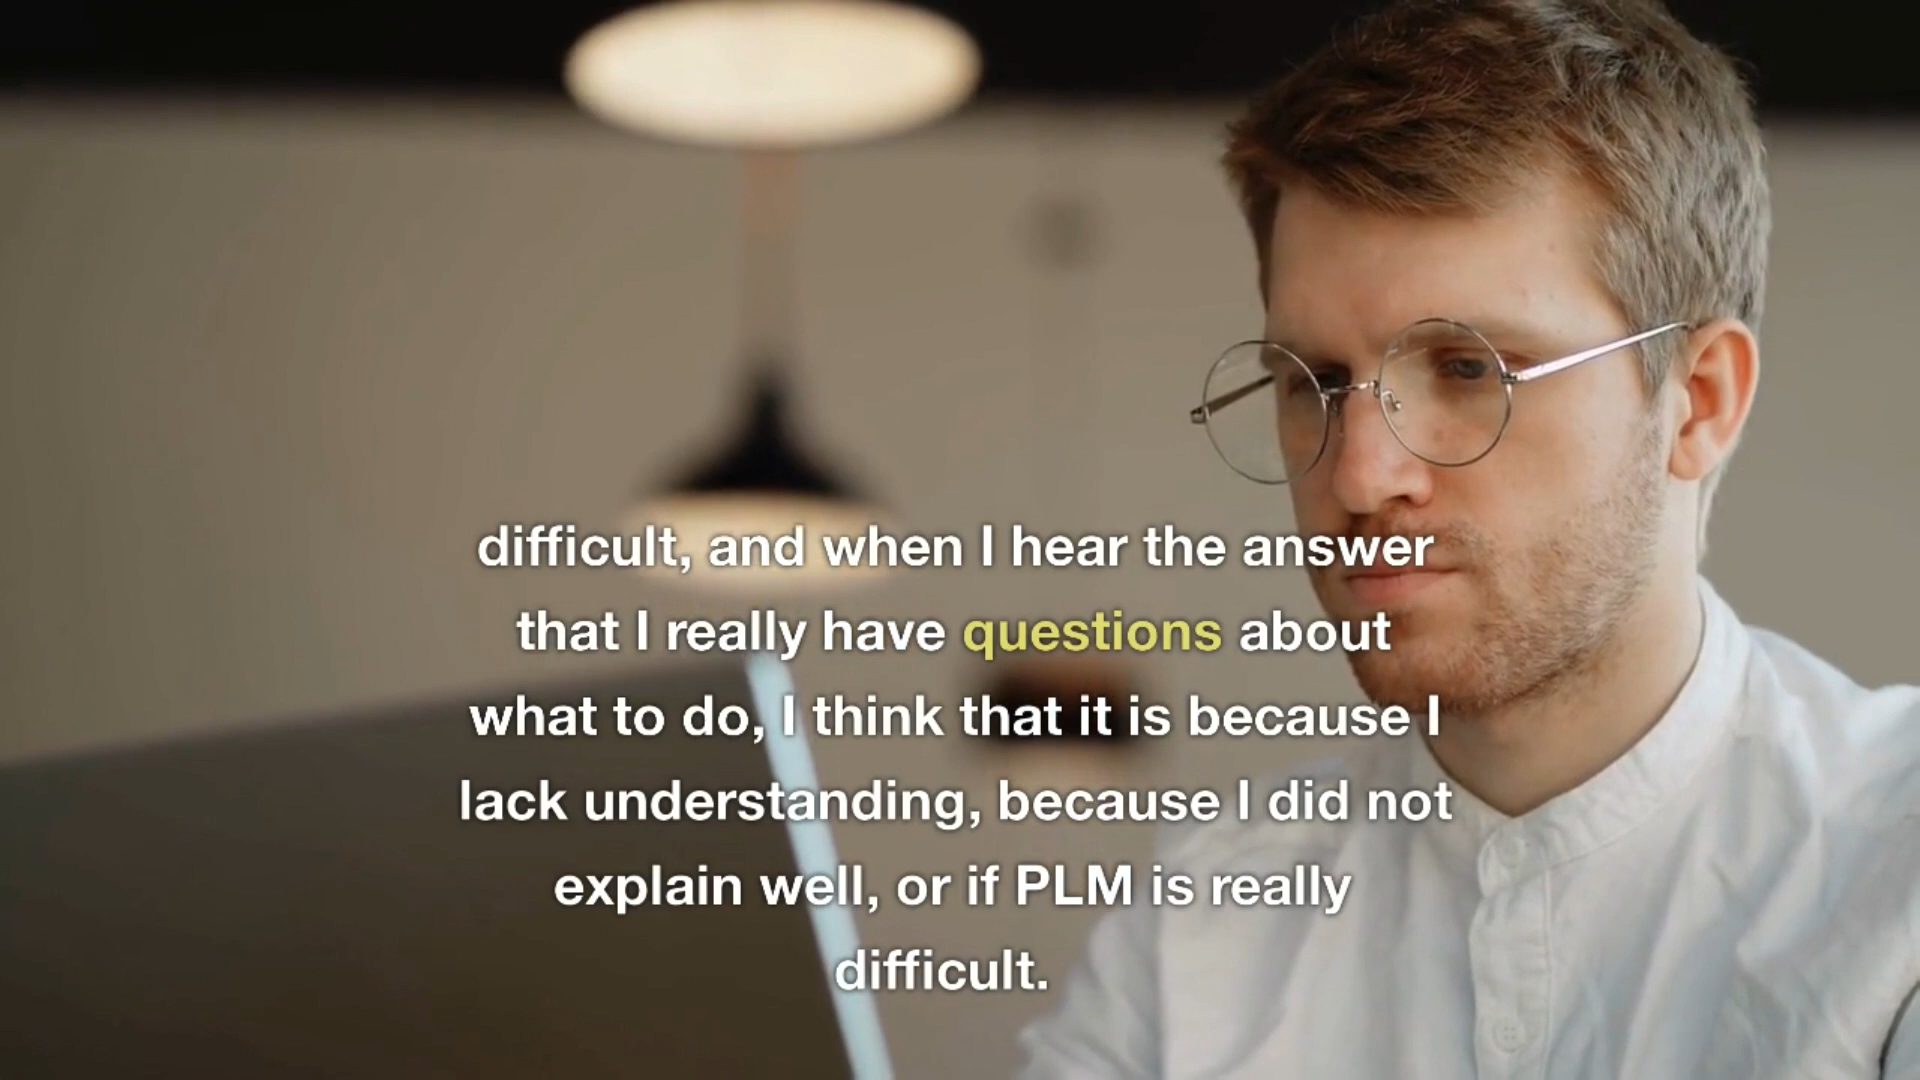 difficult, and when I hear the answer
that I really have questions about
what to do, I think that it is because I
lack understanding, because I did not
explain well, or if PLM is really
difficult.